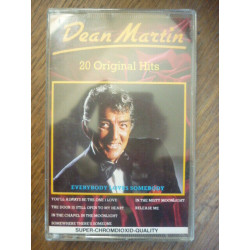 Dean Martin
20 Original Hits
EVERYBODY LOVES SOMEBODY
YOU'LL ALWAYS BE THE ONE I LOVE
IN THE MISTY MOONLIGHT
THE DOOR IS STILL OPEN TO MY HEART
RELEASE ME
IN THE CHAPEL IN THE MOONLIGHT
SOMEWHERE THERE'S SOMEONE
SUPER-CHROMDIOXID-QUALITY